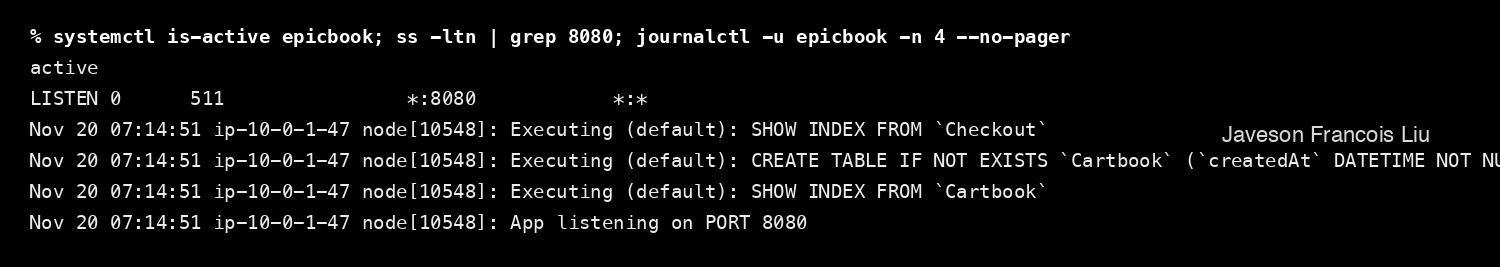 % systemctl is-active epicbook; ss -ltn | grep 8080; journalctl -u epicbook -n 4 --no-pager
active
LISTEN 0      511                *:8080            *:*
Nov 20 07:14:51 ip-10-0-1-47 node[10548]: Executing (default): SHOW INDEX FROM `Checkout`
Javeson Francois Liu
Nov 20 07:14:51 ip-10-0-1-47 node[10548]: Executing (default): CREATE TABLE IF NOT EXISTS `Cartbook` (`createdAt` DATETIME NOT NU
Nov 20 07:14:51 ip-10-0-1-47 node[10548]: Executing (default): SHOW INDEX FROM `Cartbook`
Nov 20 07:14:51 ip-10-0-1-47 node[10548]: App listening on PORT 8080